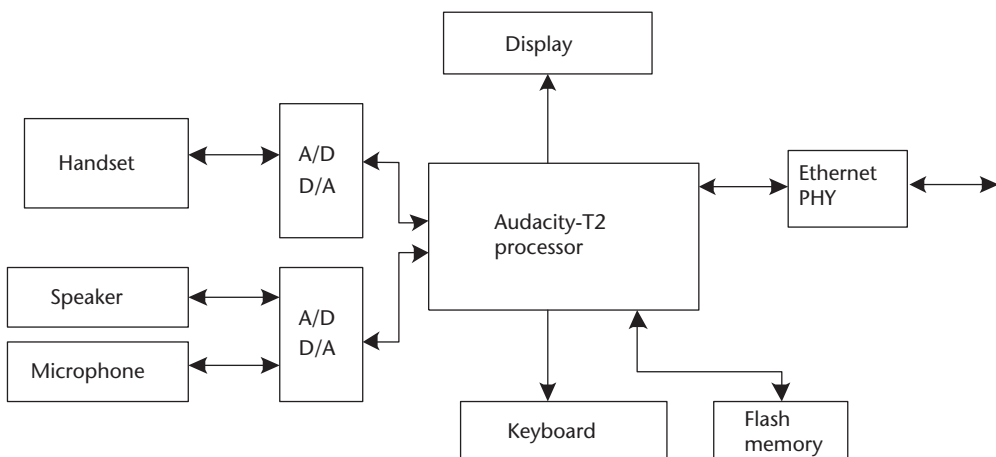 Display
Handset
A/D
D/A
Audacity-T2
processor
Ethernet
PHY
Speaker
Microphone
A/D
D/A
Keyboard
Flash
memory